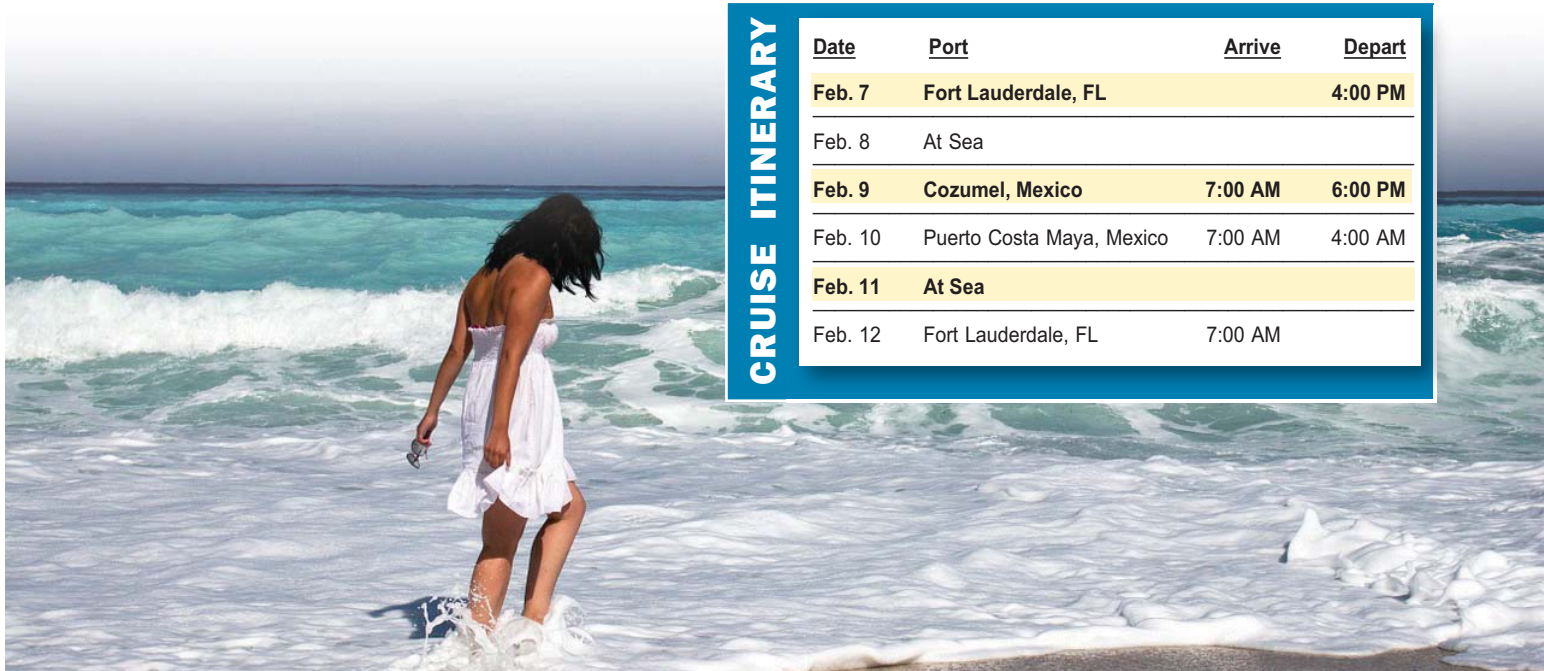 CRUISE ITINERARY
Date Port Arrive Depart
Feb. 7 Fort Lauderdale, FL 4:00 PM
Feb. 8 At Sea
Feb. 9 Cozumel, Mexico 7:00 AM 6:00 PM
Feb. 10 Puerto Costa Maya, Mexico 7:00 AM 4:00 AM
Feb. 11 At Sea
Feb. 12 Fort Lauderdale, FL 7:00 AM